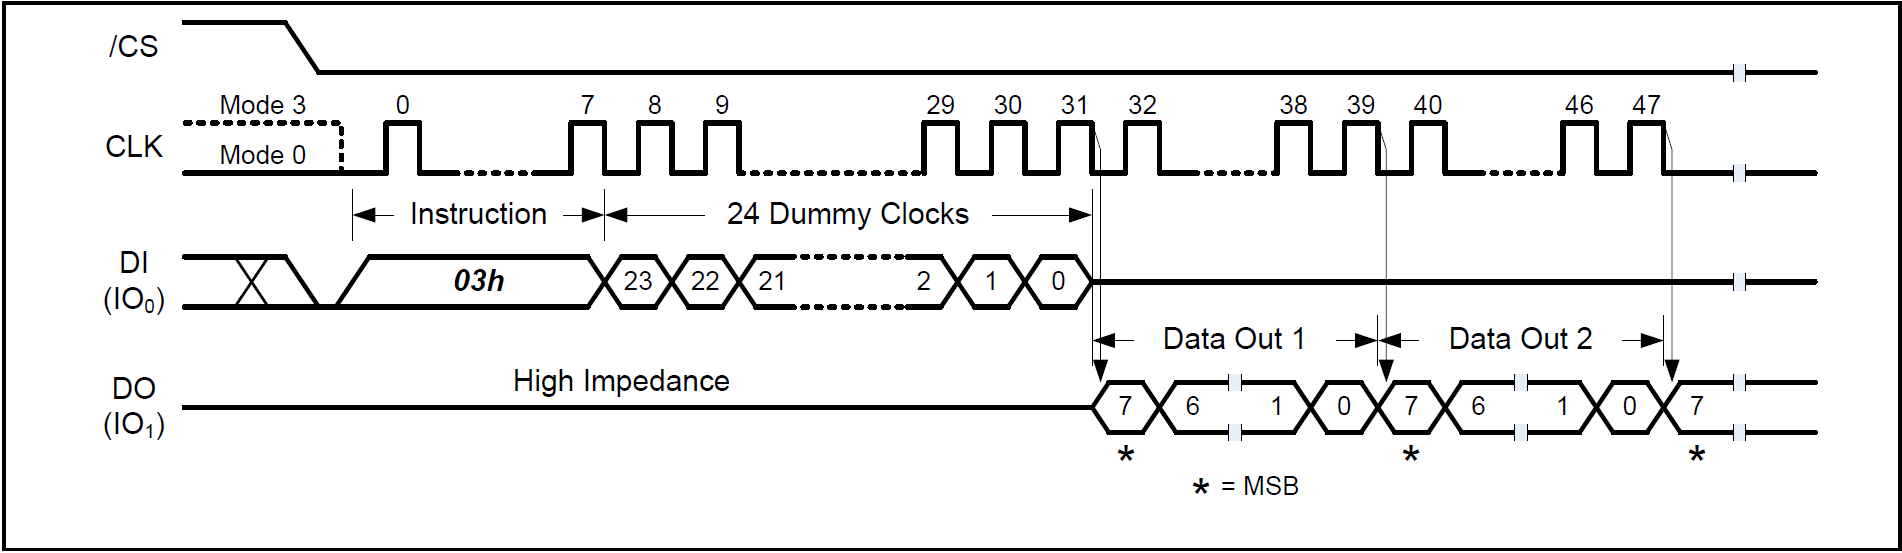 /CS
Mode 3 0 7 8 9 29 30 31 32 38 39 40 46 47
CLK
Mode 0
Instruction 24 Dummy Clocks
DI
(IO0)
03h 23 22 21 2 1 0
Data Out 1 Data Out 2
High Impedance
DO
(IO1)
7 6 1 0 7 6 1 0 7
* * *
* = MSB